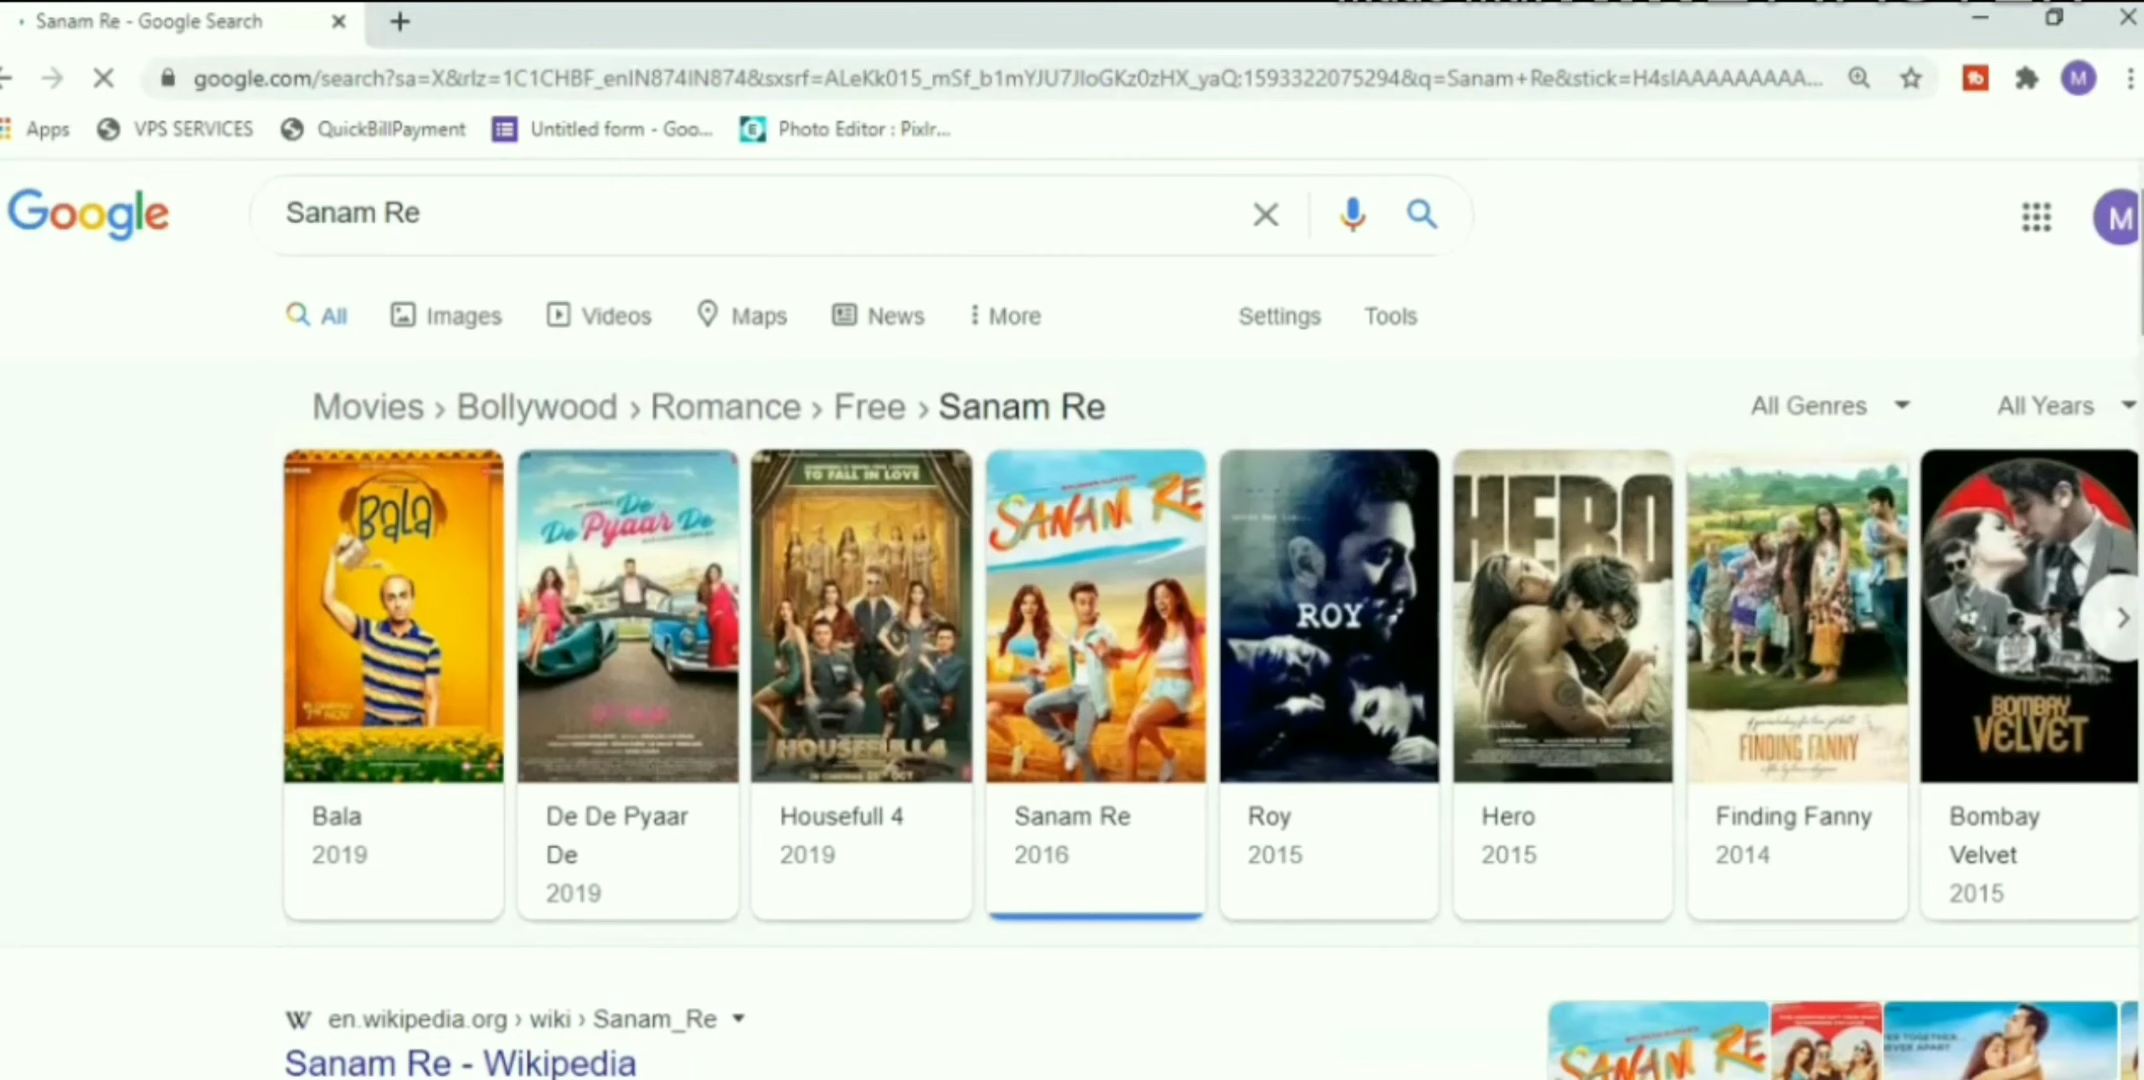 Sanam Re - Google Search
google.com/search?sa=X&rlz=1C1CHBF_enIN874IN874&sxsrf=ALeKk015_mSf_b1mYJU7JIoGKz0zHX_yaQ:1593322075294&q=Sanam+Re&stick=H4sIAAAAAAAAA...
M
Apps VPS SERVICES QuickBillPayment Untitled form - Goo... Photo Editor : Pixlr...
Google Sanam Re M
All Images Videos Maps News More Settings Tools
Movies › Bollywood › Romance › Free › Sanam Re All Genres All Years
BALA
De De Pyaar De
TO FALL IN LOVE
HOUSEFULL 4
SANAM RE
ROY
HERO
FINDING FANNY
BOMBAY VELVET
Bala
2019
De De Pyaar
De
2019
Housefull 4
2019
Sanam Re
2016
Roy
2015
Hero
2015
Finding Fanny
2014
Bombay
Velvet
2015
W en.wikipedia.org › wiki › Sanam_Re
Sanam Re - Wikipedia
SANAM RE